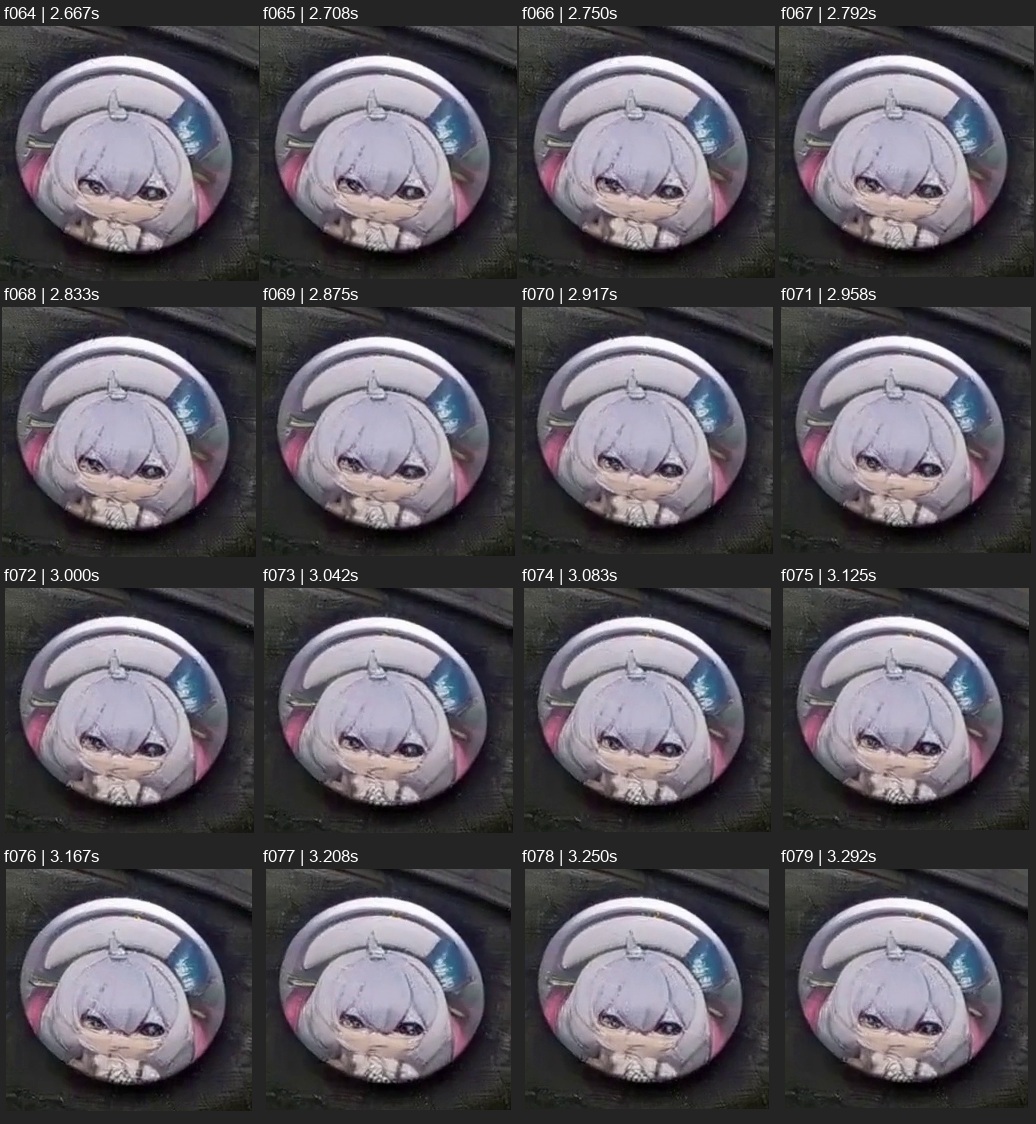 f064 | 2.667s
f065 | 2.708s
f066 | 2.750s
f067 | 2.792s
f068 | 2.833s
f069 | 2.875s
f070 | 2.917s
f071 | 2.958s
f072 | 3.000s
f073 | 3.042s
f074 | 3.083s
f075 | 3.125s
f076 | 3.167s
f077 | 3.208s
f078 | 3.250s
f079 | 3.292s